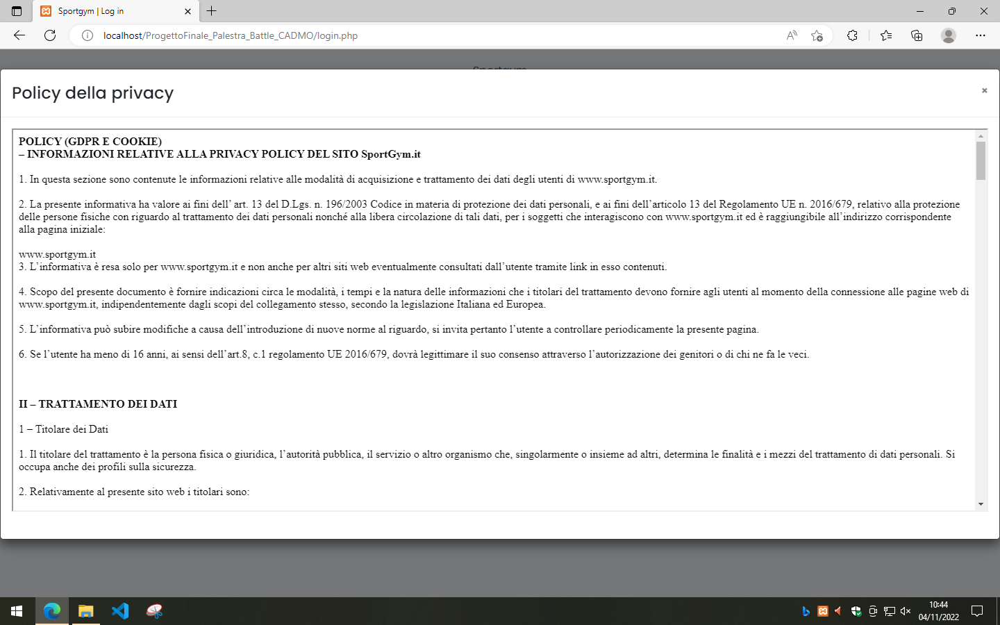 Sportgym | Log in
localhost/ProgettoFinale_Palestra_Battle_CADMO/login.php
Sportgym
Policy della privacy
×
POLICY (GDPR E COOKIE)
– INFORMAZIONI RELATIVE ALLA PRIVACY POLICY DEL SITO SportGym.it
1. In questa sezione sono contenute le informazioni relative alle modalità di acquisizione e trattamento dei dati degli utenti di www.sportgym.it.
2. La presente informativa ha valore ai fini dell’ art. 13 del D.Lgs. n. 196/2003 Codice in materia di protezione dei dati personali, e ai fini dell’articolo 13 del Regolamento UE n. 2016/679, relativo alla protezione
delle persone fisiche con riguardo al trattamento dei dati personali nonché alla libera circolazione di tali dati, per i soggetti che interagiscono con www.sportgym.it ed è raggiungibile all’indirizzo corrispondente
alla pagina iniziale:
www.sportgym.it
3. L’informativa è resa solo per www.sportgym.it e non anche per altri siti web eventualmente consultati dall’utente tramite link in esso contenuti.
4. Scopo del presente documento è fornire indicazioni circa le modalità, i tempi e la natura delle informazioni che i titolari del trattamento devono fornire agli utenti al momento della connessione alle pagine web di
www.sportgym.it, indipendentemente dagli scopi del collegamento stesso, secondo la legislazione Italiana ed Europea.
5. L’informativa può subire modifiche a causa dell’introduzione di nuove norme al riguardo, si invita pertanto l’utente a controllare periodicamente la presente pagina.
6. Se l’utente ha meno di 16 anni, ai sensi dell’art.8, c.1 regolamento UE 2016/679, dovrà legittimare il suo consenso attraverso l’autorizzazione dei genitori o di chi ne fa le veci.
II – TRATTAMENTO DEI DATI
1 – Titolare dei Dati
1. Il titolare del trattamento è la persona fisica o giuridica, l’autorità pubblica, il servizio o altro organismo che, singolarmente o insieme ad altri, determina le finalità e i mezzi del trattamento di dati personali. Si
occupa anche dei profili sulla sicurezza.
2. Relativamente al presente sito web i titolari sono:
10:44
04/11/2022